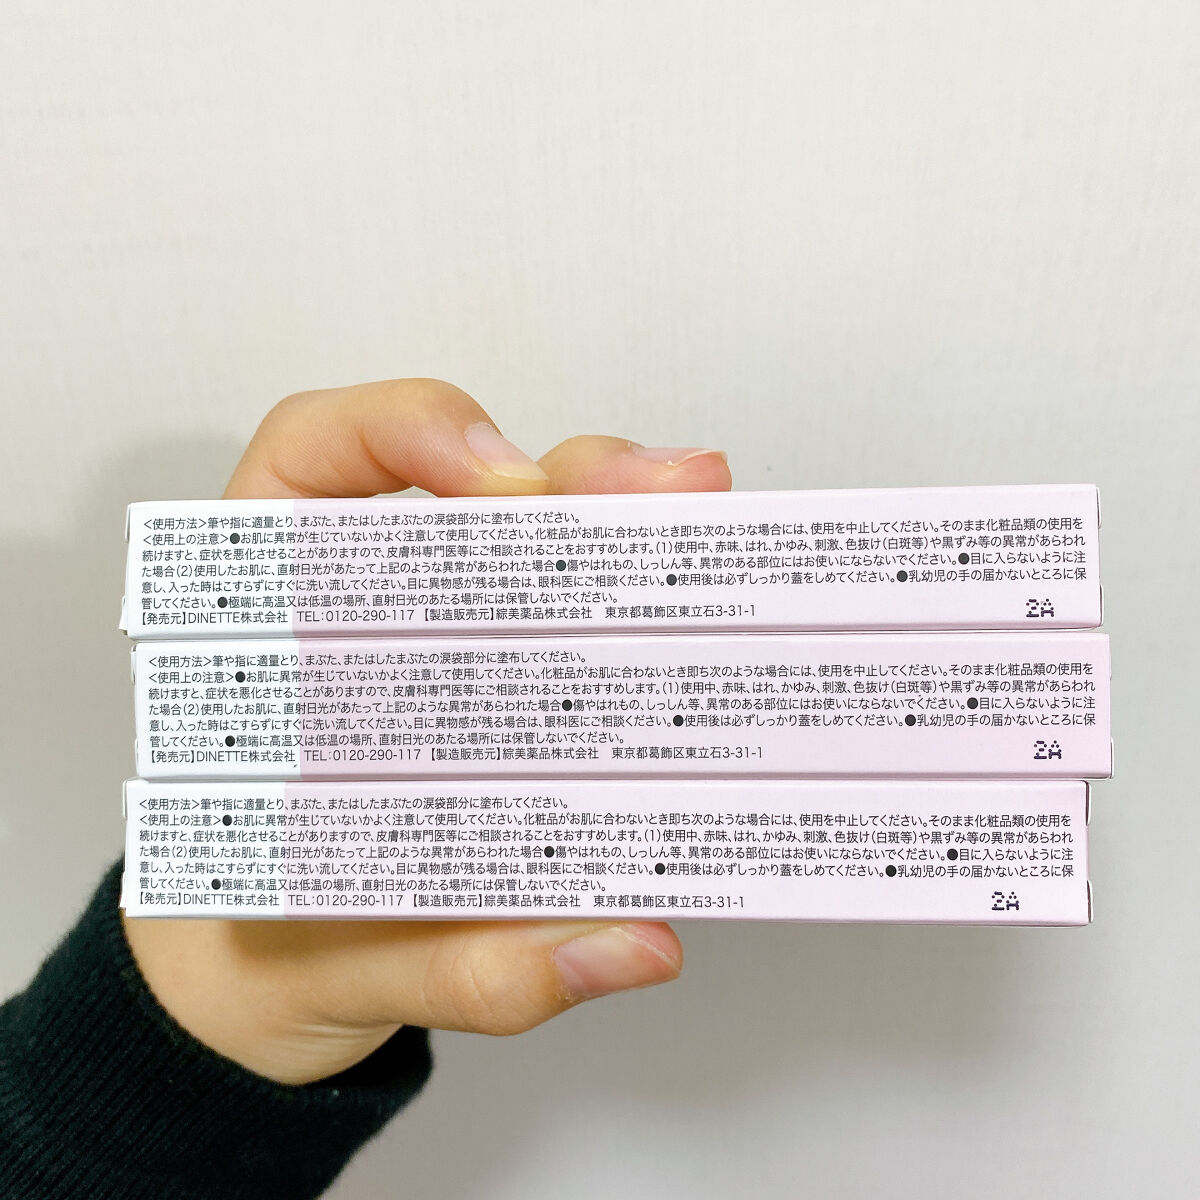 <使用方法>筆や指に適量とり、まぶた、またはしたまぶたの涙袋部分に塗布してください。
<使用上の注意>●お肌に異常が生じていないかよく注意して使用してください。化粧品がお肌に合わないとき即ち次のような場合には、使用を中止してください。そのまま化粧品類の使用を
続けますと、症状を悪化させることがありますので、皮膚科専門医等にご相談されることをおすすめします。(1)使用中、赤味、はれ、かゆみ、刺激、色抜け(白斑等)や黒ずみ等の異常があらわれ
た場合(2)使用したお肌に、直射日光があたって上記のような異常があらわれた場合●傷やはれもの、しっしん等、異常のある部位にはお使いにならないでください。●目に入らないように注
意し、入った時はこすらずにすぐに洗い流してください。目に異物感が残る場合は、眼科医にご相談ください。●使用後は必ずしっかり蓋をしめてください。●乳幼児の手の届かないところに保
管してください。●極端に高温又は低温の場所、直射日光のあたる場所には保管しないでください。
【発売元】DINETTE株式会社 TEL:0120-290-117 【製造販売元】綜美薬品株式会社 東京都葛飾区東立石3-31-1
2A
<使用方法>筆や指に適量とり、まぶた、またはしたまぶたの涙袋部分に塗布してください。
<使用上の注意>●お肌に異常が生じていないかよく注意して使用してください。化粧品がお肌に合わないとき即ち次のような場合には、使用を中止してください。そのまま化粧品類の使用を
続けますと、症状を悪化させることがありますので、皮膚科専門医等にご相談されることをおすすめします。(1)使用中、赤味、はれ、かゆみ、刺激、色抜け(白斑等)や黒ずみ等の異常があらわれ
た場合(2)使用したお肌に、直射日光があたって上記のような異常があらわれた場合●傷やはれもの、しっしん等、異常のある部位にはお使いにならないでください。●目に入らないように注
意し、入った時はこすらずにすぐに洗い流してください。目に異物感が残る場合は、眼科医にご相談ください。●使用後は必ずしっかり蓋をしめてください。●乳幼児の手の届かないところに保
管してください。●極端に高温又は低温の場所、直射日光のあたる場所には保管しないでください。
【発売元】DINETTE株式会社 TEL:0120-290-117 【製造販売元】綜美薬品株式会社 東京都葛飾区東立石3-31-1
2A
<使用方法>筆や指に適量とり、まぶた、またはしたまぶたの涙袋部分に塗布してください。
<使用上の注意>●お肌に異常が生じていないかよく注意して使用してください。化粧品がお肌に合わないとき即ち次のような場合には、使用を中止してください。そのまま化粧品類の使用を
続けますと、症状を悪化させることがありますので、皮膚科専門医等にご相談されることをおすすめします。(1)使用中、赤味、はれ、かゆみ、刺激、色抜け(白斑等)や黒ずみ等の異常があらわれ
た場合(2)使用したお肌に、直射日光があたって上記のような異常があらわれた場合●傷やはれもの、しっしん等、異常のある部位にはお使いにならないでください。●目に入らないように注
意し、入った時はこすらずにすぐに洗い流してください。目に異物感が残る場合は、眼科医にご相談ください。●使用後は必ずしっかり蓋をしめてください。●乳幼児の手の届かないところに保
管してください。●極端に高温又は低温の場所、直射日光のあたる場所には保管しないでください。
【発売元】DINETTE株式会社 TEL:0120-290-117 【製造販売元】綜美薬品株式会社 東京都葛飾区東立石3-31-1
2A